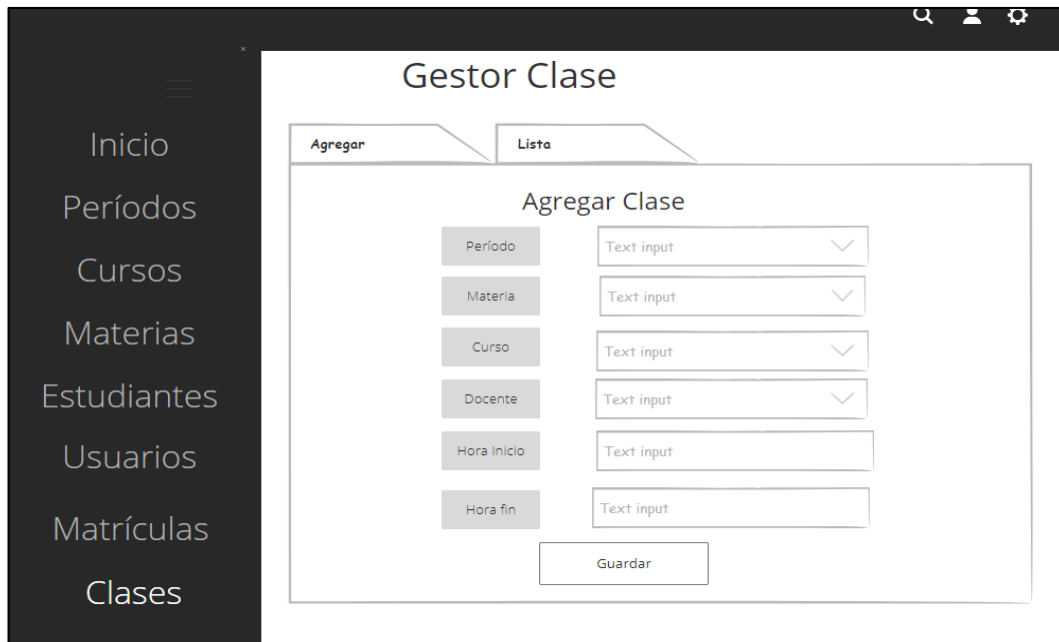 Gestor Clase
Inicio
Períodos
Cursos
Materias
Estudiantes
Usuarios
Matrículas
Clases
Agregar
Lista
Agregar Clase
Período
Text input
Materia
Text input
Curso
Text input
Docente
Text input
Hora Inicio
Text input
Hora fin
Text input
Guardar